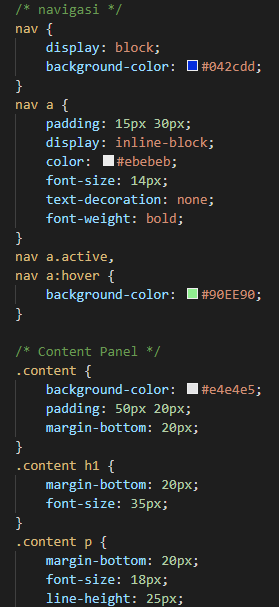 /* navigasi */
nav {
    display: block;
    background-color: #042cdd;
}
nav a {
    padding: 15px 30px;
    display: inline-block;
    color: #ebebeb;
    font-size: 14px;
    text-decoration: none;
    font-weight: bold;
}
nav a.active,
nav a:hover {
    background-color: #90EE90;
}

/* Content Panel */
.content {
    background-color: #e4e4e5;
    padding: 50px 20px;
    margin-bottom: 20px;
}
.content h1 {
    margin-bottom: 20px;
    font-size: 35px;
}
.content p {
    margin-bottom: 20px;
    font-size: 18px;
    line-height: 25px;